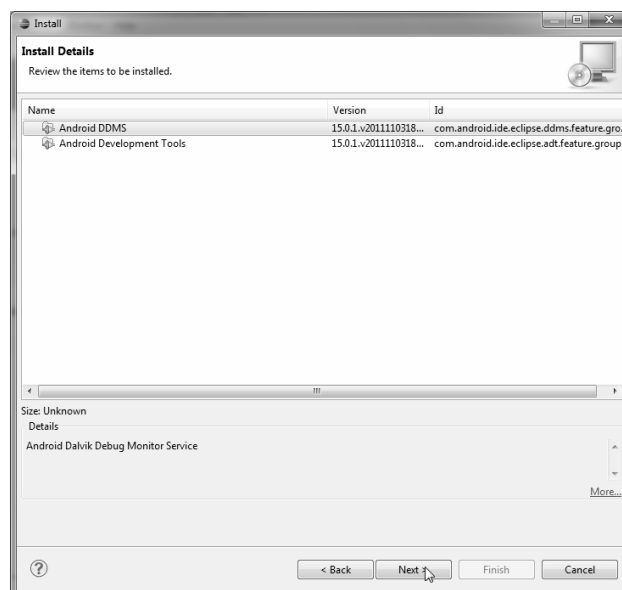 Install
Install Details
Review the items to be installed.
Name Version Id
Android DDMS 15.0.1.v2011110318... com.android.ide.eclipse.ddms.feature.gro
Android Development Tools 15.0.1.v2011110318... com.android.ide.eclipse.adt.feature.group
Size: Unknown
Details
Android Dalvik Debug Monitor Service
More...
< Back Next > Finish Cancel